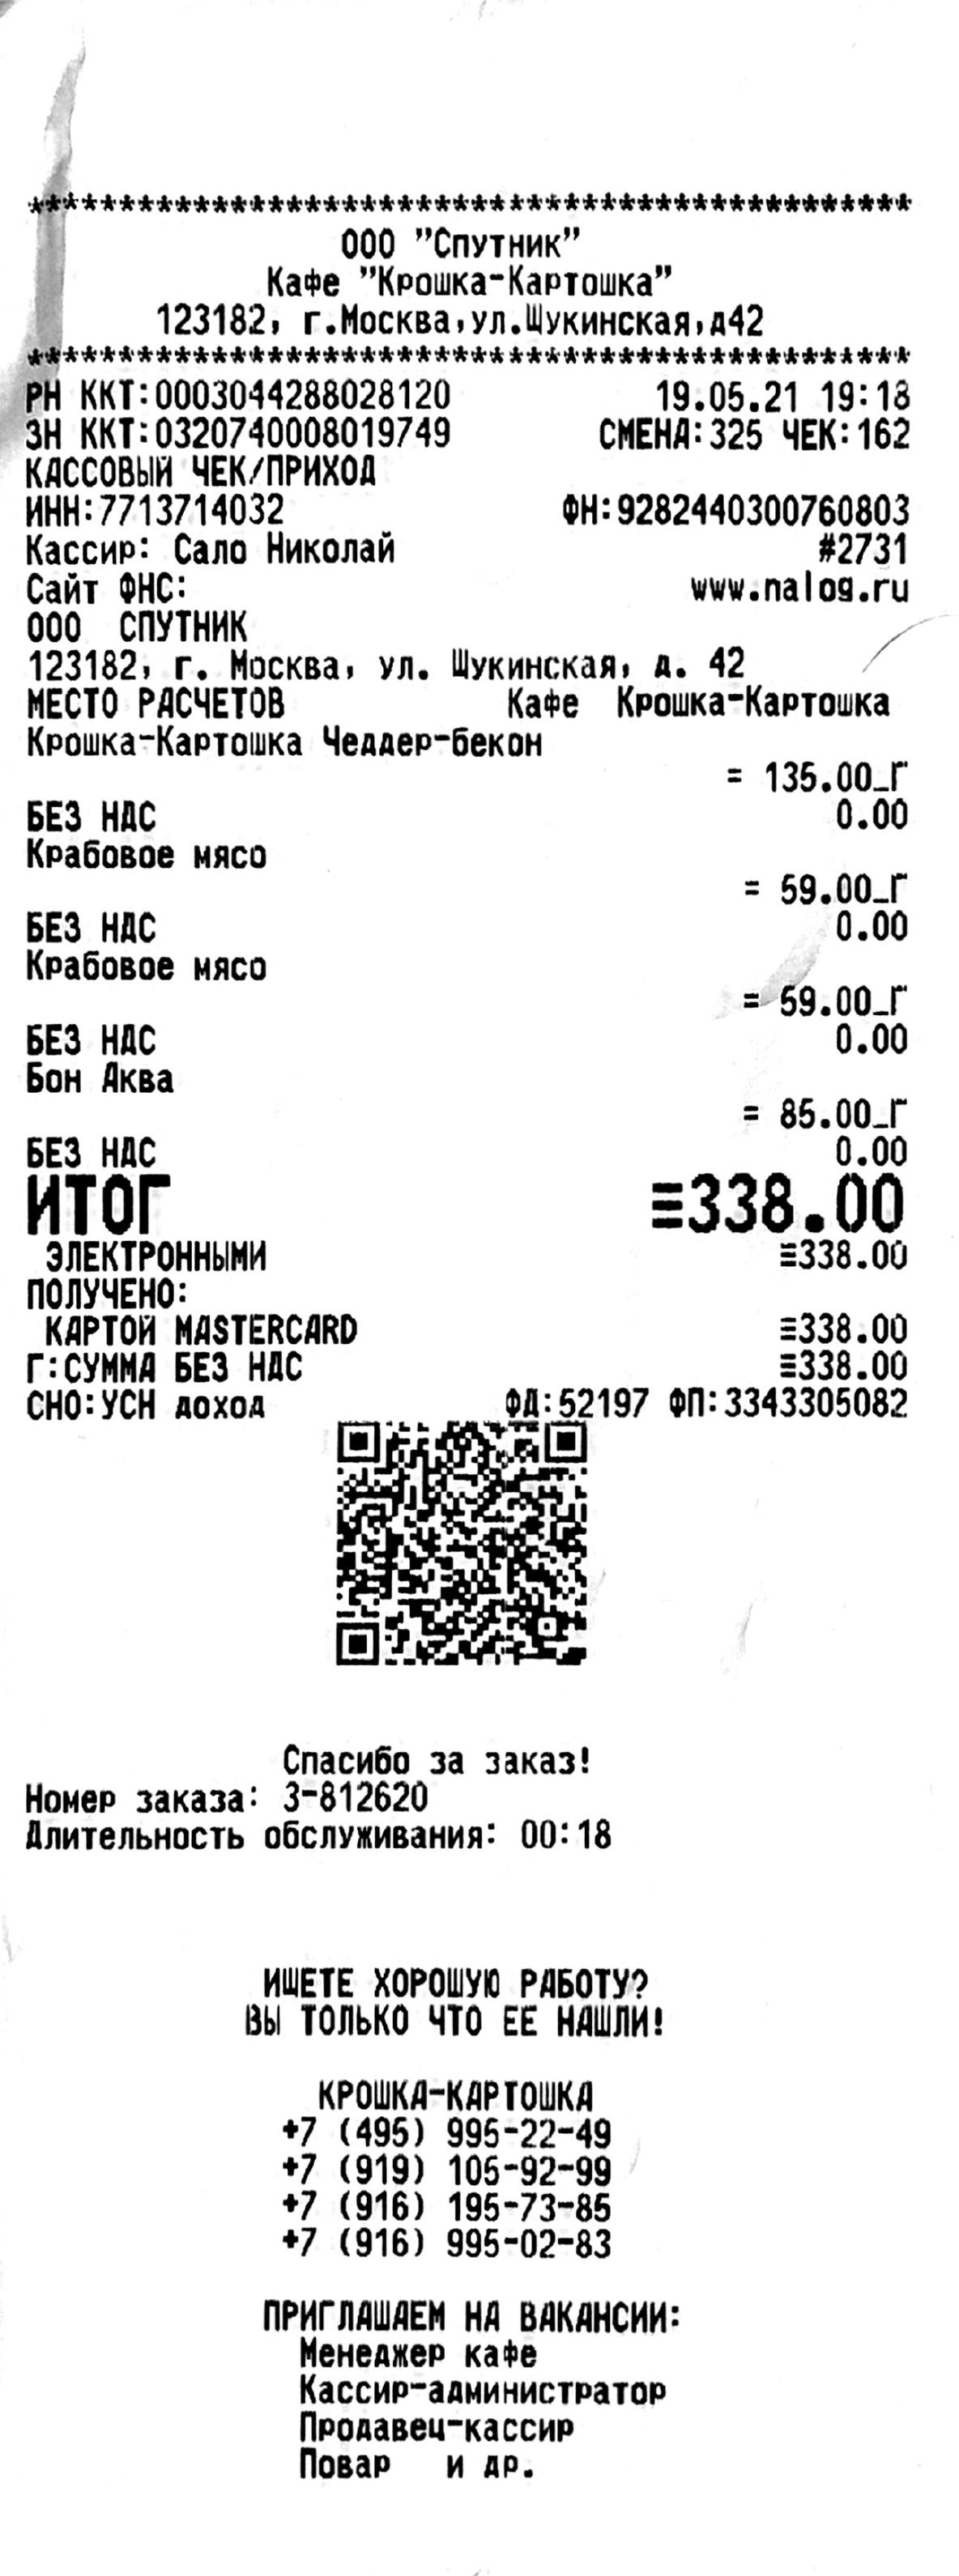 ************************************************
ООО "Спутник"
Кафе "Крошка-Картошка"
123182, г.Москва,ул.Щукинская,д42
************************************************
РН ККТ:0003044288028120 19.05.21 19:18
ЗН ККТ:0320740008019749 СМЕНА:325 ЧЕК:162
КАССОВЫЙ ЧЕК/ПРИХОД
ИНН:7713714032 ФН:9282440300760803
Кассир: Сало Николай #2731
Сайт ФНС: www.nalog.ru
ООО СПУТНИК
123182, г. Москва, ул. Щукинская, д. 42
МЕСТО РАСЧЕТОВ Кафе Крошка-Картошка
Крошка-Картошка Чеддер-бекон
= 135.00_Г
БЕЗ НДС 0.00
Крабовое мясо
= 59.00_Г
БЕЗ НДС 0.00
Крабовое мясо
= 59.00_Г
БЕЗ НДС 0.00
Бон Аква
= 85.00_Г
БЕЗ НДС 0.00
ИТОГ ≡338.00
ЭЛЕКТРОННЫМИ ≡338.00
ПОЛУЧЕНО:
КАРТОЙ MASTERCARD ≡338.00
Г:СУММА БЕЗ НДС ≡338.00
СНО:УСН доход ФД:52197 ФП:3343305082
Спасибо за заказ!
Номер заказа: 3-812620
Длительность обслуживания: 00:18
ИЩЕТЕ ХОРОШУЮ РАБОТУ?
ВЫ ТОЛЬКО ЧТО ЕЕ НАШЛИ!
КРОШКА-КАРТОШКА
+7 (495) 995-22-49
+7 (919) 105-92-99
+7 (916) 195-73-85
+7 (916) 995-02-83
ПРИГЛАШАЕМ НА ВАКАНСИИ:
Менеджер кафе
Кассир-администратор
Продавец-кассир
Повар и др.